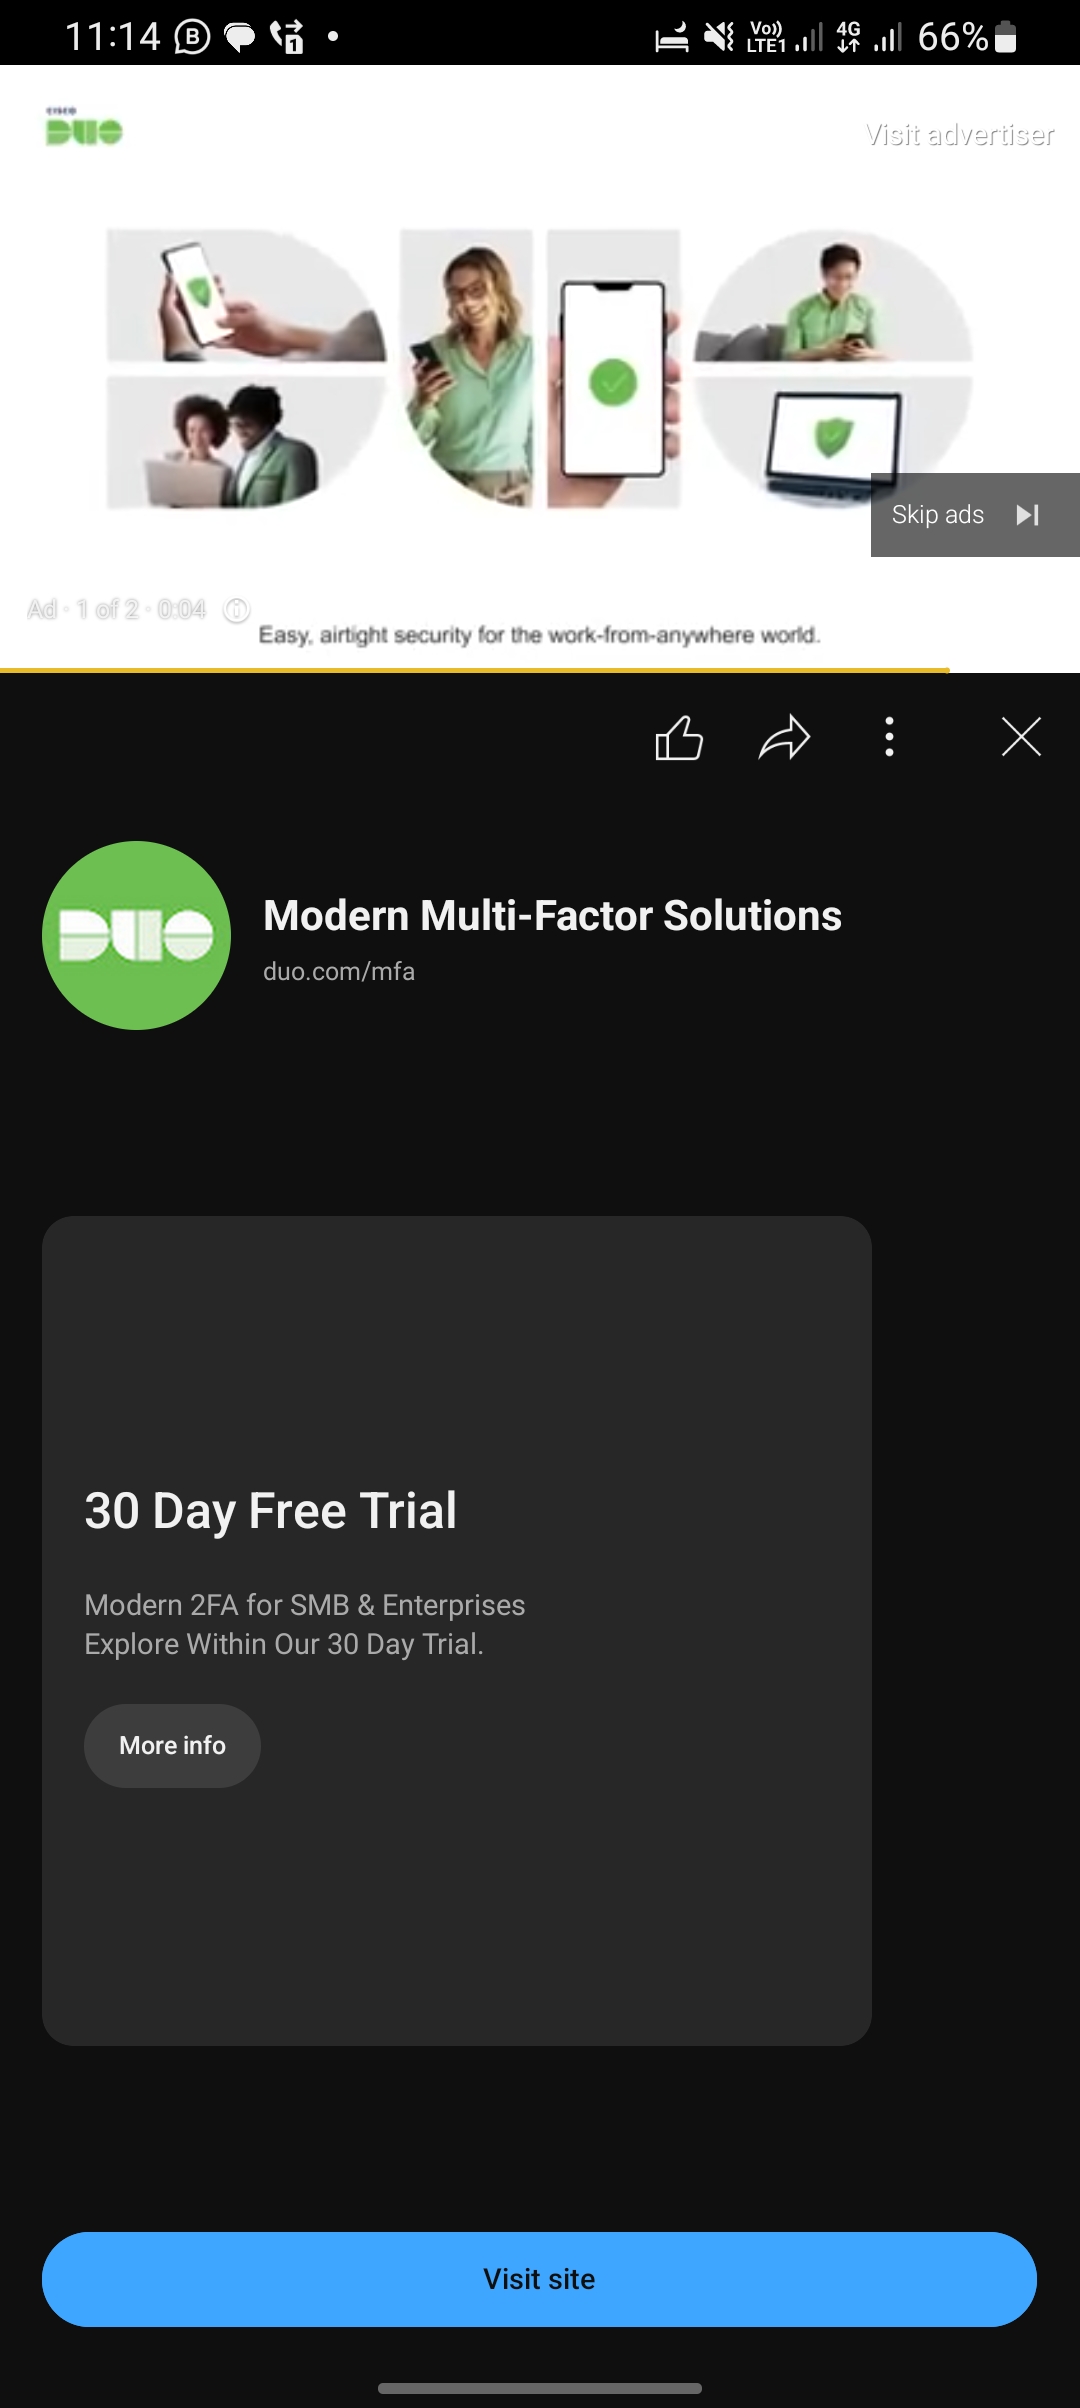 11:14
Vo)) LTE1 4G 66%
CISCO
DUO
Visit advertiser
Skip ads
Ad · 1 of 2 · 0:04
Easy, airtight security for the work-from-anywhere world.
DUO
Modern Multi-Factor Solutions
duo.com/mfa
30 Day Free Trial
Modern 2FA for SMB & Enterprises
Explore Within Our 30 Day Trial.
More info
Visit site